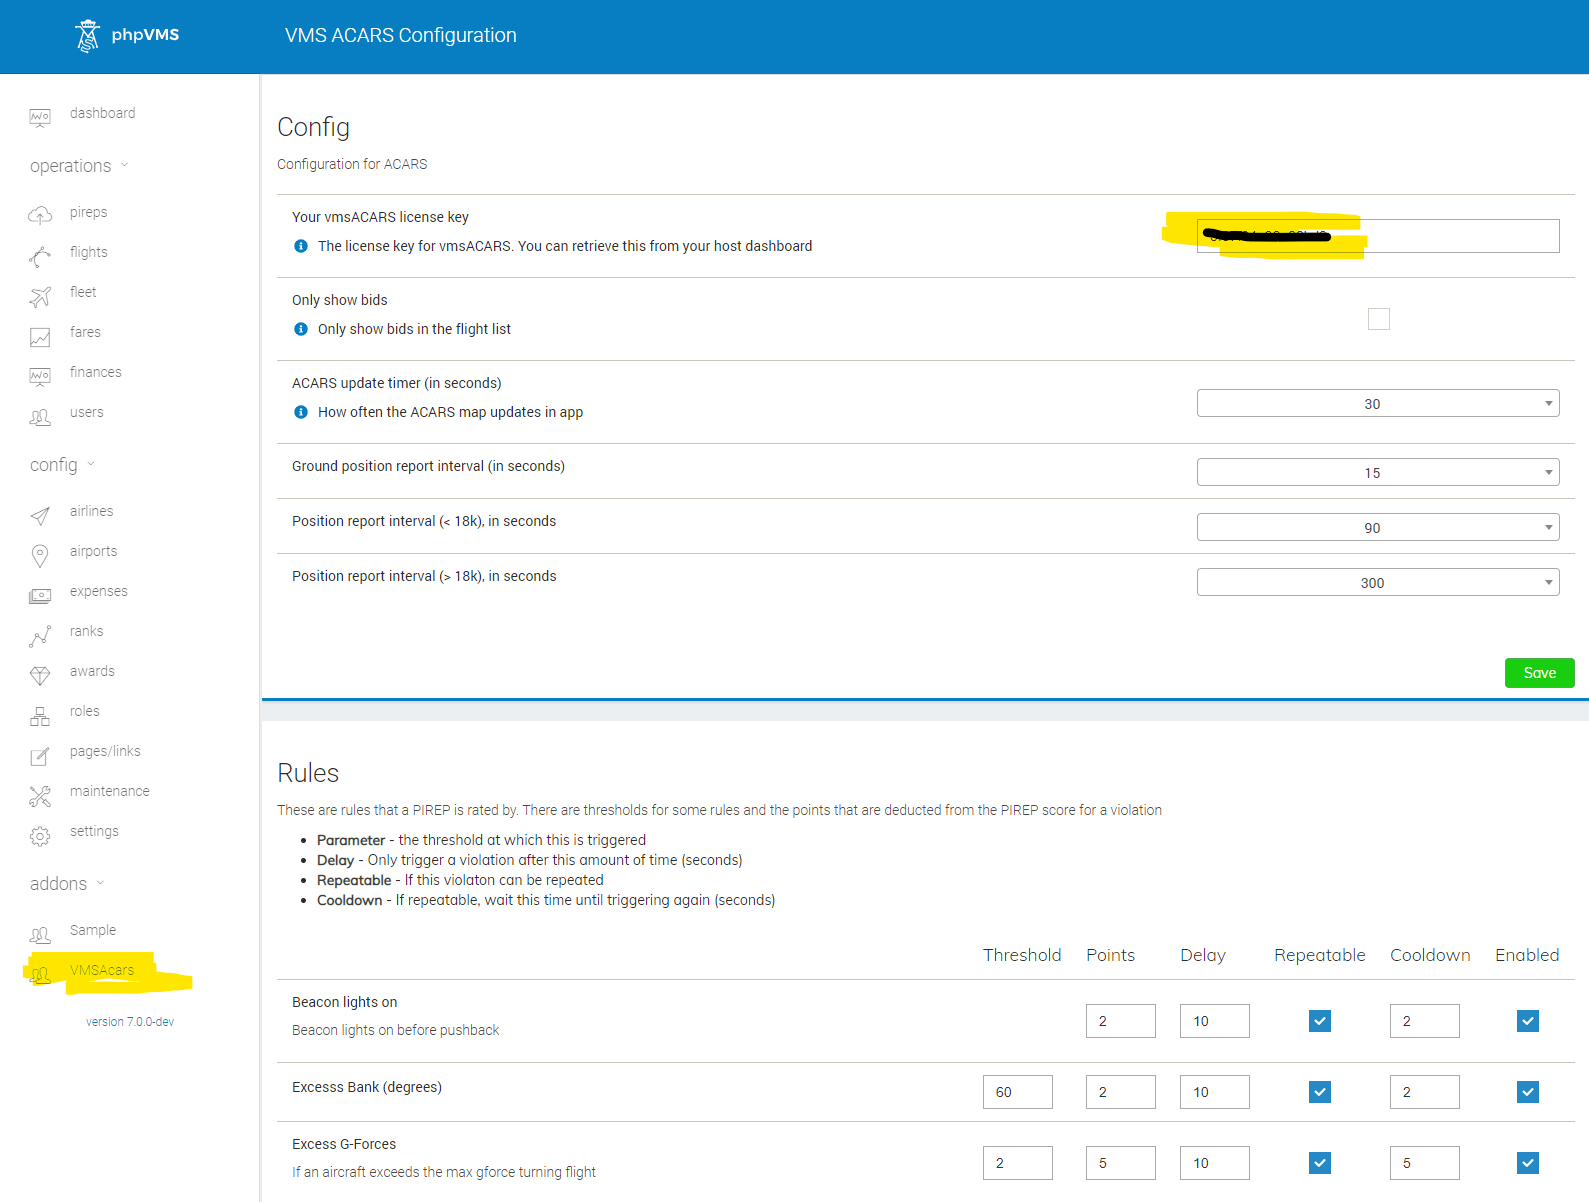 phpVMS
VMS ACARS Configuration
dashboard
operations
pireps
flights
fleet
fares
finances
users
config
airlines
airports
expenses
ranks
awards
roles
pages/links
maintenance
settings
addons
Sample
VMSAcars
version 7.0.0-dev
Config
Configuration for ACARS
Your vmsACARS license key
The license key for vmsACARS. You can retrieve this from your host dashboard
Only show bids
Only show bids in the flight list
ACARS update timer (in seconds)
How often the ACARS map updates in app
30
Ground position report interval (in seconds)
15
Position report interval (< 18k), in seconds
90
Position report interval (> 18k), in seconds
300
Save
Rules
These are rules that a PIREP is rated by. There are thresholds for some rules and the points that are deducted from the PIREP score for a violation
Parameter - the threshold at which this is triggered
Delay - Only trigger a violation after this amount of time (seconds)
Repeatable - If this violaton can be repeated
Cooldown - If repeatable, wait this time until triggering again (seconds)
Threshold Points Delay Repeatable Cooldown Enabled
Beacon lights on
Beacon lights on before pushback
2 10 2
Excesss Bank (degrees)
60 2 10 2
Excess G-Forces
If an aircraft exceeds the max gforce turning flight
2 5 10 5